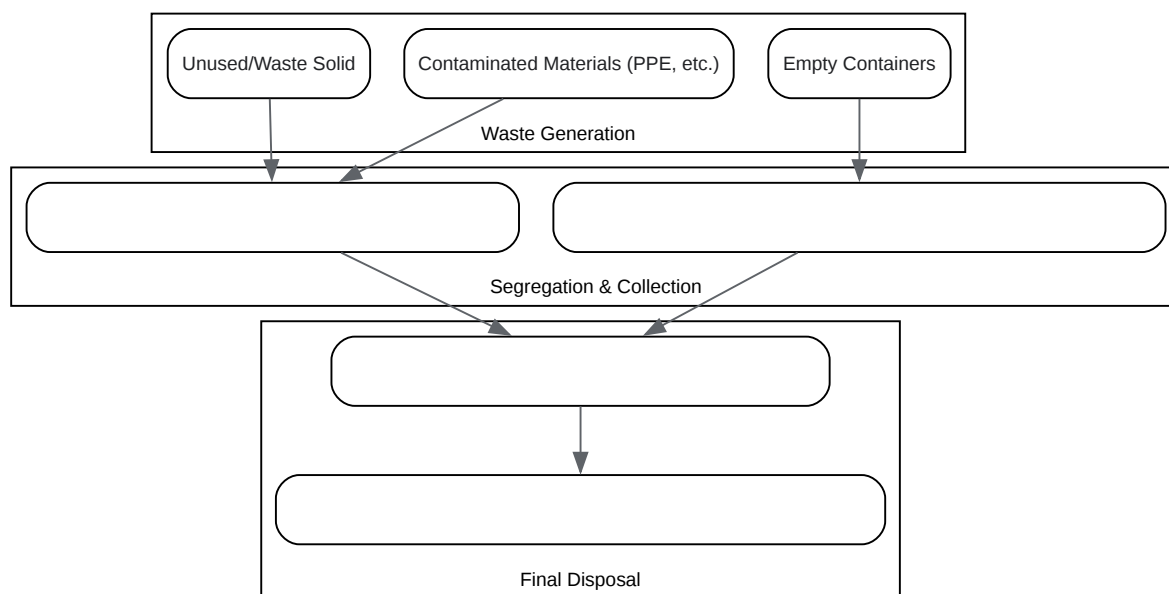 Unused/Waste Solid
Contaminated Materials (PPE, etc.)
Empty Containers
Waste Generation
Segregation & Collection
Final Disposal